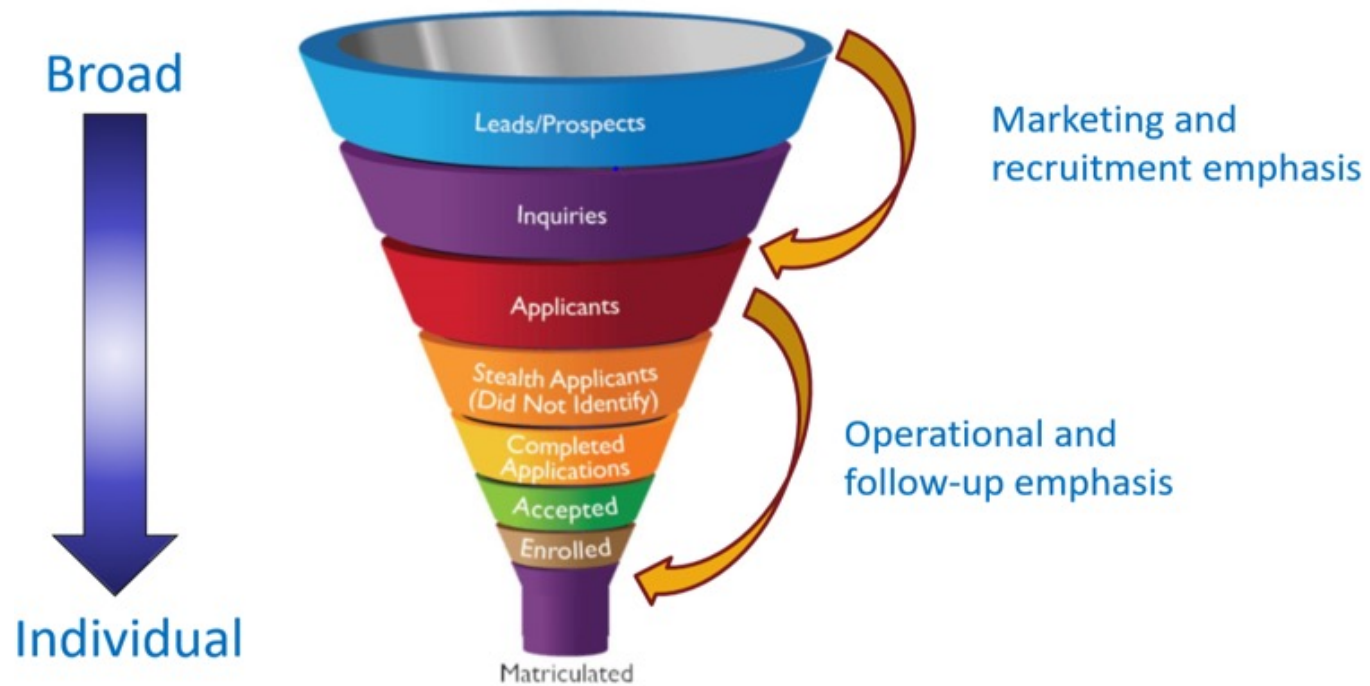 Broad
Individual
Leads/Prospects
Inquiries
Applicants
Stealth Applicants
(Did Not Identify)
Completed
Applications
Accepted
Enrolled
Matriculated
Marketing and
recruitment emphasis
Operational and
follow-up emphasis